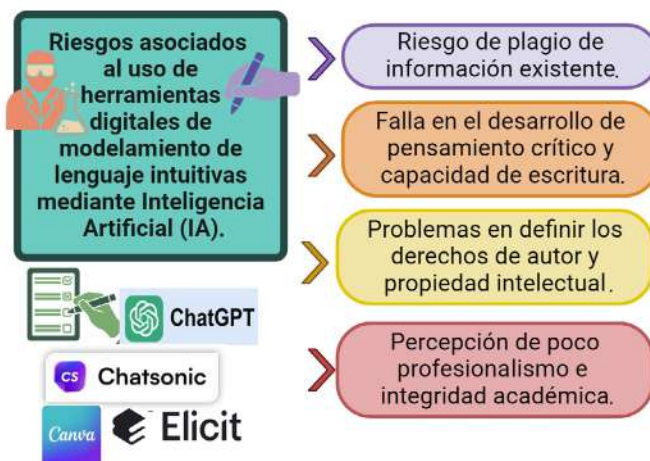 Riesgos asociados
al uso de
herramientas
digitales de
modelamiento de
lenguaje intuitivas
mediante Inteligencia
Artificial (IA).
Riesgo de plagio de
información existente.
Falla en el desarrollo de
pensamiento crítico y
capacidad de escritura.
Problemas en definir los
derechos de autor y
propiedad intelectual.
Percepción de poco
profesionalismo e
integridad académica.
ChatGPT
CS Chatsonic
Canva
Elicit